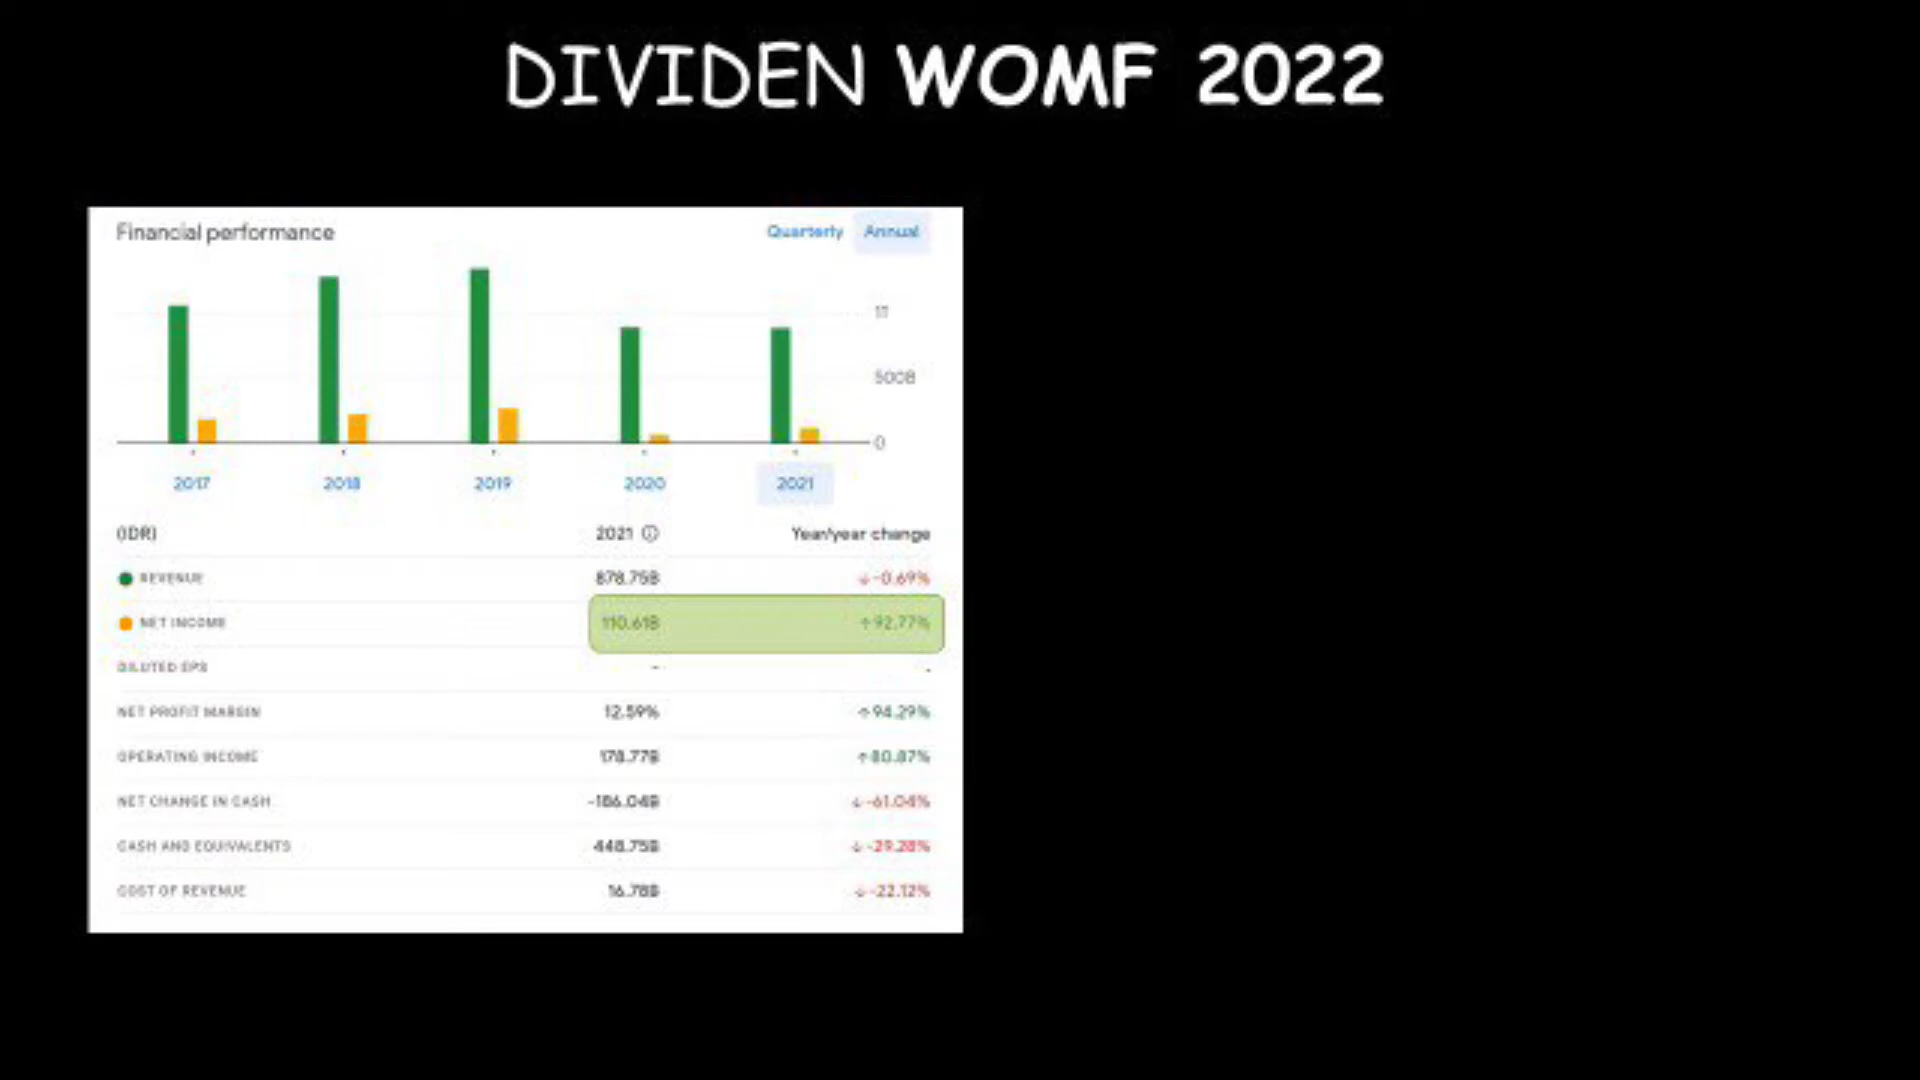 DIVIDEN WOMF 2022
Financial performance
Quarterly Annual
1T
500B
0
2017 2018 2019 2020 2021
(IDR) 2021 Year/year change
REVENUE 878.75B -0.69%
NET INCOME 110.61B 92.77%
DILUTED EPS - -
NET PROFIT MARGIN 12.59% 94.29%
OPERATING INCOME 178.77B 80.87%
NET CHANGE IN CASH -186.04B -61.04%
CASH AND EQUIVALENTS 448.75B -29.28%
COST OF REVENUE 16.78B -22.12%